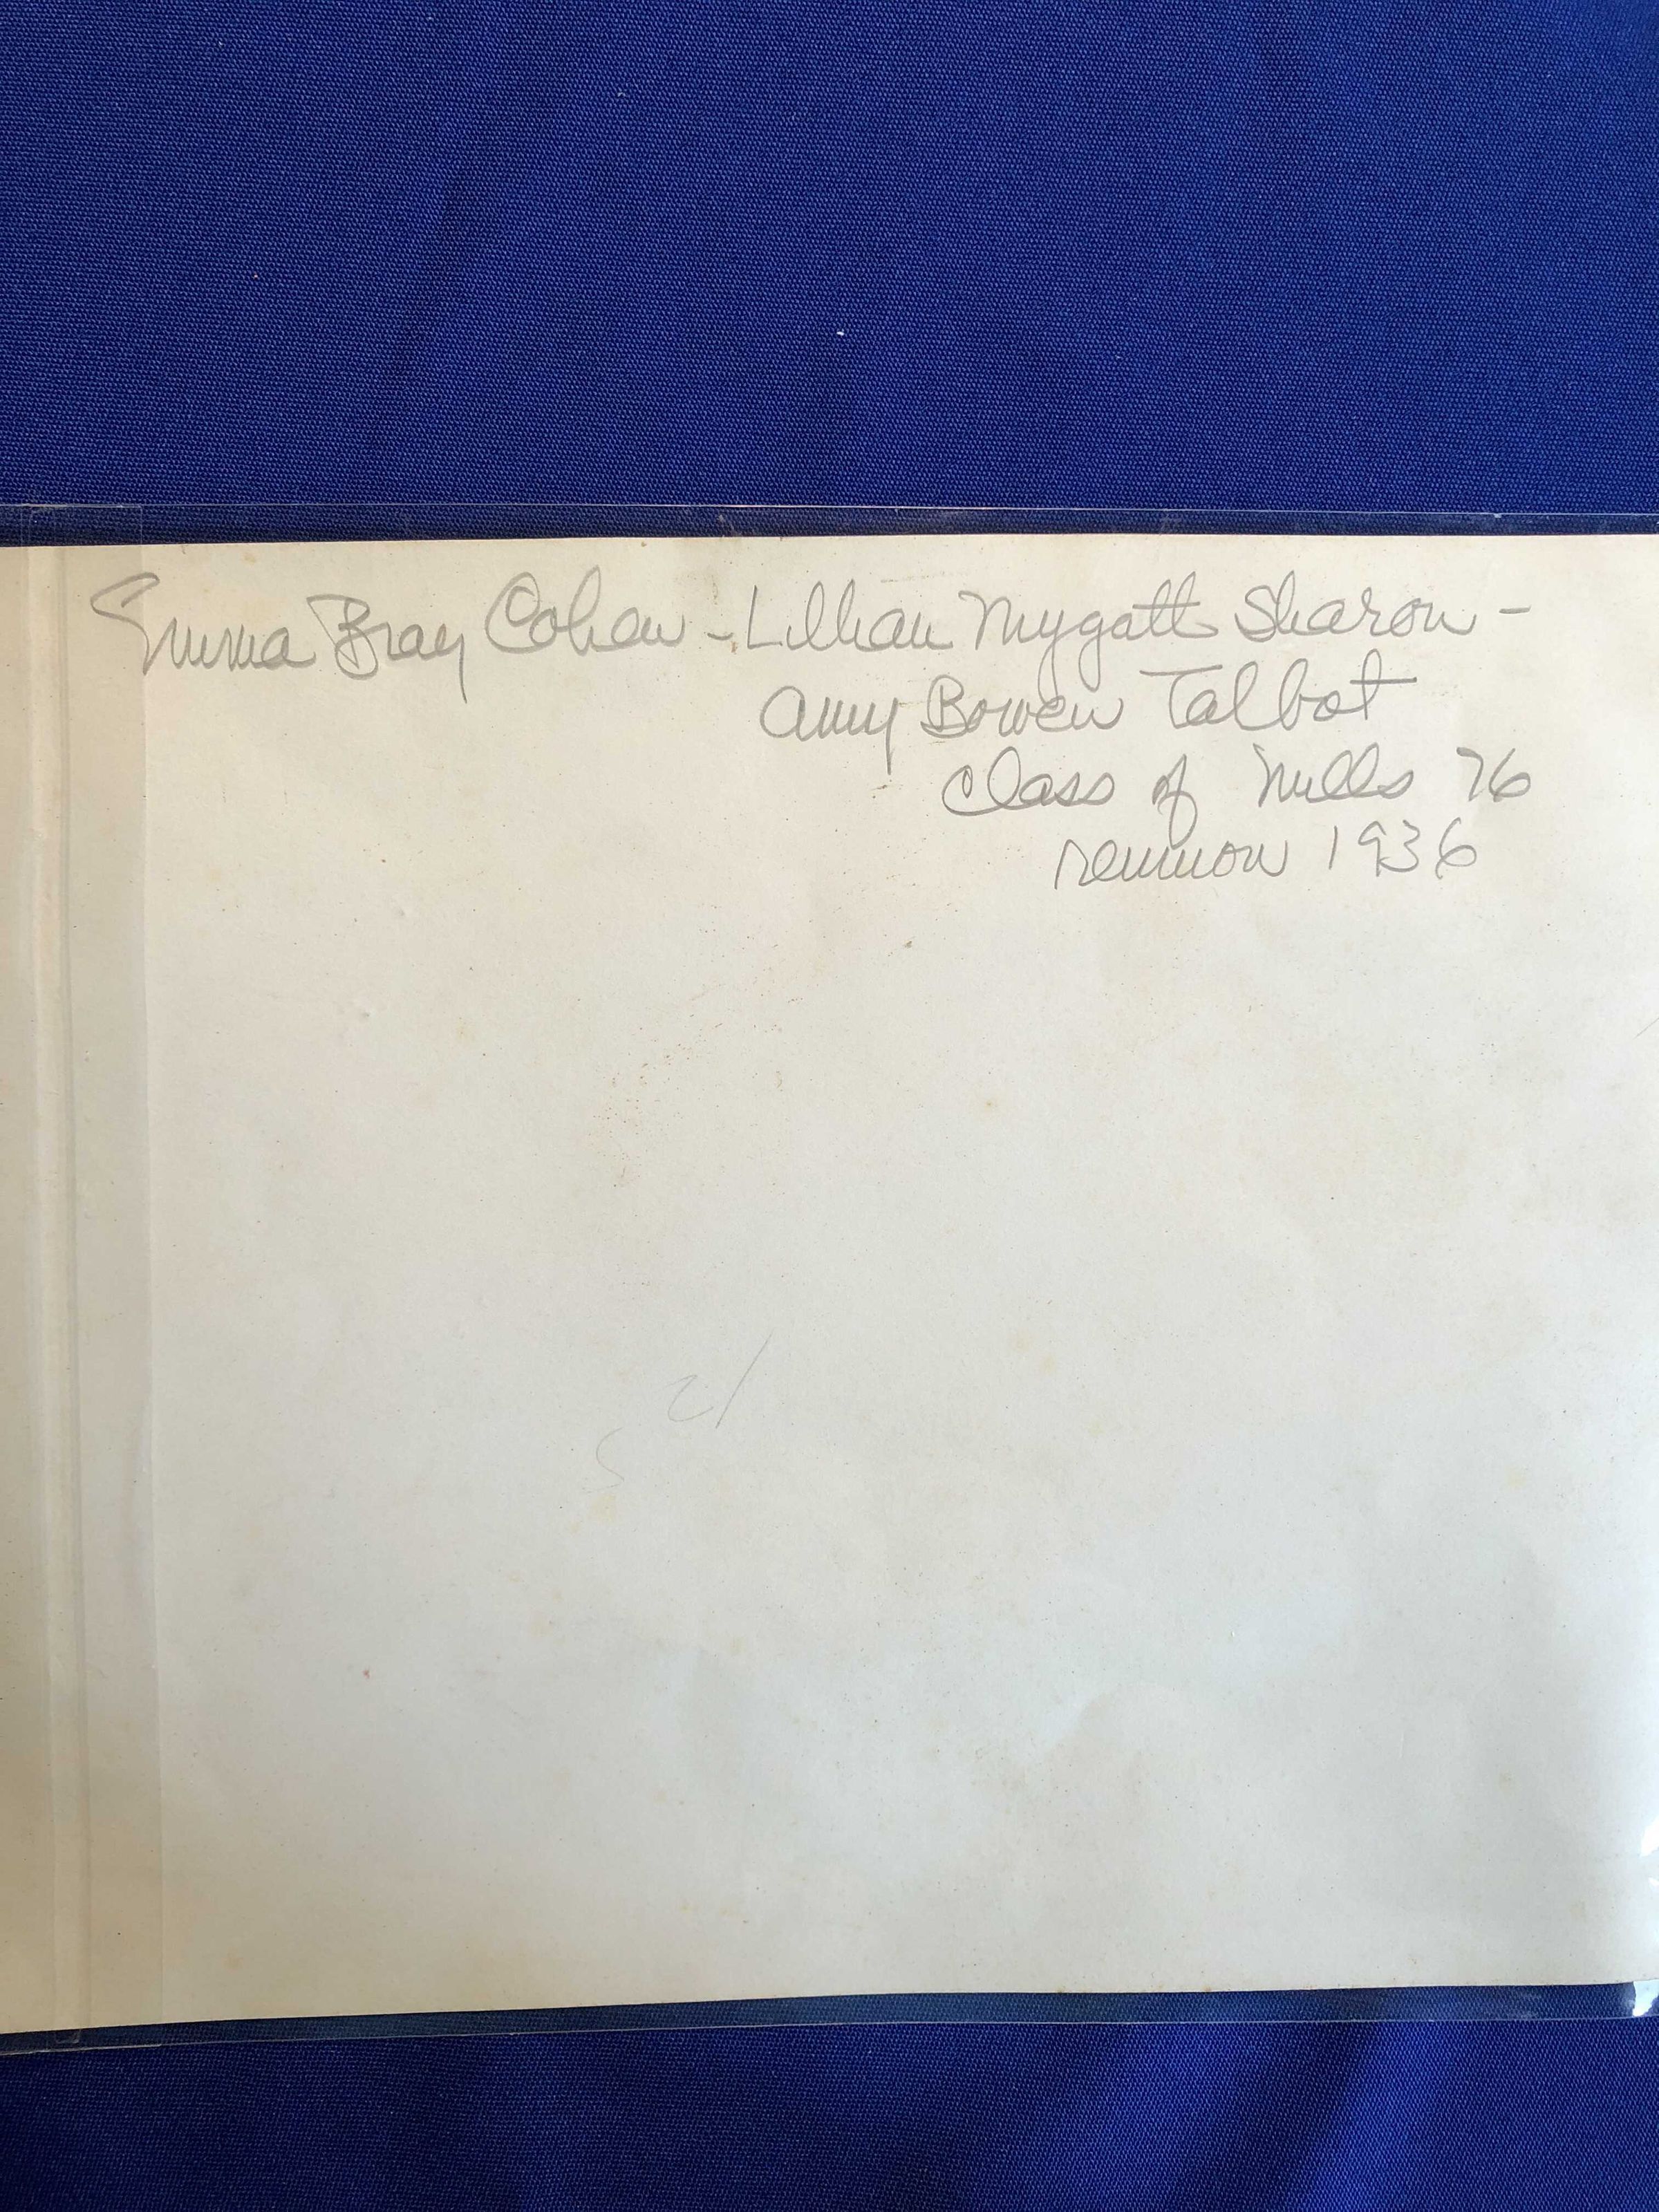 Emma Bray Cohen - Lillian Mygatt Sharon -
Amy Bowen Talbot
Class of Mills 76
reunion 1936